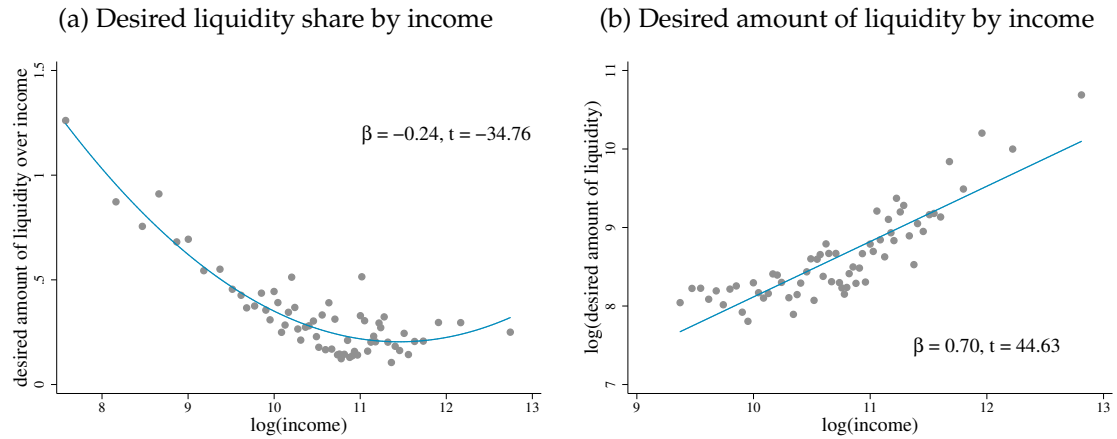 (a) Desired liquidity share by income
desired amount of liquidity over income
1.5
1
.5
0
β = −0.24, t = −34.76
8 9 10 11 12 13
log(income)
(b) Desired amount of liquidity by income
log(desired amount of liquidity)
11
10
9
8
7
β = 0.70, t = 44.63
9 10 11 12 13
log(income)